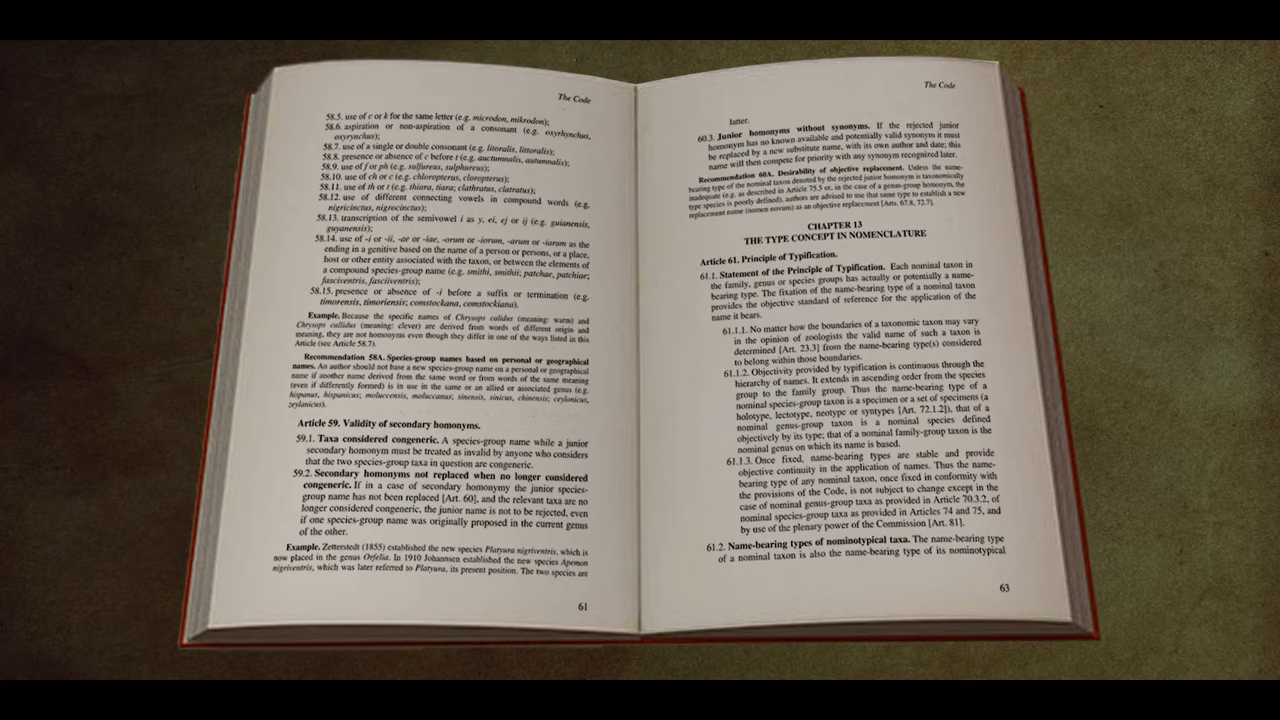 The Code
58.5. use of c or k for the same letter (e.g. microdon, mikrodon);
58.6. aspiration or non-aspiration of a consonant (e.g. oxyrhynchus,
oxyrynchus);
58.7. use of a single or double consonant (e.g. litoralis, littoralis);
58.8. presence or absence of c before t (e.g. auctumnalis, autumnalis);
58.9. use of f or ph (e.g. sulfureus, sulphureus);
58.10. use of ch or c (e.g. chloropterus, cloropterus);
58.11. use of th or t (e.g. thiara, tiara; clathratus, clatratus);
58.12. use of different connecting vowels in compound words (e.g.
nigricinctus, nigrocinctus);
58.13. transcription of the semivowel i as y, ei, ej or ij (e.g. guianensis,
guyanensis);
58.14. use of -i or -ii, -ae or -iae, -orum or -iorum, -arum or -iarum as the
ending in a genitive based on the name of a person or persons, or a place,
host or other entity associated with the taxon, or between the elements of
a compound species-group name (e.g. smithi, smithii; patchae, patchiae;
fasciventris, fasciiventris);
58.15. presence or absence of -i before a suffix or termination (e.g.
timorensis, timoriensis; comstockana, comstockiana).
Example. Because the specific names of Chrysops calidus (meaning: warm) and
Chrysops callidus (meaning: clever) are derived from words of different origin and
meaning, they are not homonyms even though they differ in one of the ways listed in this
Article (see Article 58.7).
Recommendation 58A. Species-group names based on personal or geographical
names. An author should not base a new species-group name on a personal or geographical
name if another name derived from the same word or from words of the same meaning
(even if differently formed) is in use in the same or an allied or associated genus (e.g.
hispanus, hispanicus; moluccensis, moluccanus; sinensis, sinicus, chinensis; ceylonicus,
zeylanicus).
Article 59. Validity of secondary homonyms.
59.1. Taxa considered congeneric. A species-group name while a junior
secondary homonym must be treated as invalid by anyone who considers
that the two species-group taxa in question are congeneric.
59.2. Secondary homonyms not replaced when no longer considered
congeneric. If in a case of secondary homonymy the junior species-
group name has not been replaced [Art. 60], and the relevant taxa are no
longer considered congeneric, the junior name is not to be rejected, even
if one species-group name was originally proposed in the current genus
of the other.
Example. Zetterstedt (1855) established the new species Platyura nigriventris, which is
now placed in the genus Orfelia. In 1910 Johannsen established the new species Apemon
nigriventris, which was later referred to Platyura, its present position. The two species are
61
The Code
latter.
60.3. Junior homonyms without synonyms. If the rejected junior
homonym has no known available and potentially valid synonym it must
be replaced by a new substitute name, with its own author and date; this
name will then compete for priority with any synonym recognized later.
Recommendation 60A. Desirability of objective replacement. Unless the name-
bearing type of the nominal taxon denoted by the rejected junior homonym is taxonomically
inadequate (e.g. as described in Article 75.5 or, in the case of a genus-group homonym, the
type species is poorly defined), authors are advised to use that same type to establish a new
replacement name (nomen novum) as an objective replacement [Arts. 67.8, 72.7].
CHAPTER 13
THE TYPE CONCEPT IN NOMENCLATURE
Article 61. Principle of Typification.
61.1. Statement of the Principle of Typification. Each nominal taxon in
the family, genus or species groups has actually or potentially a name-
bearing type. The fixation of the name-bearing type of a nominal taxon
provides the objective standard of reference for the application of the
name it bears.
61.1.1. No matter how the boundaries of a taxonomic taxon may vary
in the opinion of zoologists the valid name of such a taxon is
determined [Art. 23.3] from the name-bearing type(s) considered
to belong within those boundaries.
61.1.2. Objectivity provided by typification is continuous through the
hierarchy of names. It extends in ascending order from the species
group to the family group. Thus the name-bearing type of a
nominal species-group taxon is a specimen or a set of specimens (a
holotype, lectotype, neotype or syntypes [Art. 72.1.2]), that of a
nominal genus-group taxon is a nominal species defined
objectively by its type; that of a nominal family-group taxon is the
nominal genus on which its name is based.
61.1.3. Once fixed, name-bearing types are stable and provide
objective continuity in the application of names. Thus the name-
bearing type of any nominal taxon, once fixed in conformity with
the provisions of the Code, is not subject to change except in the
case of nominal genus-group taxa as provided in Article 70.3.2, of
nominal species-group taxa as provided in Articles 74 and 75, and
by use of the plenary power of the Commission [Art. 81].
61.2. Name-bearing types of nominotypical taxa. The name-bearing type
of a nominal taxon is also the name-bearing type of its nominotypical
63